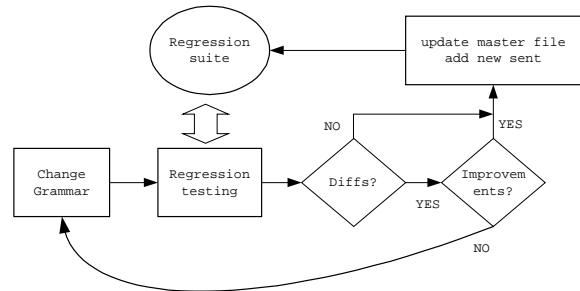 Regression
suite
update master file
add new sent
NO
YES
Change
Grammar
Regression
testing
Diffs?
YES
Improvem
ents?
NO